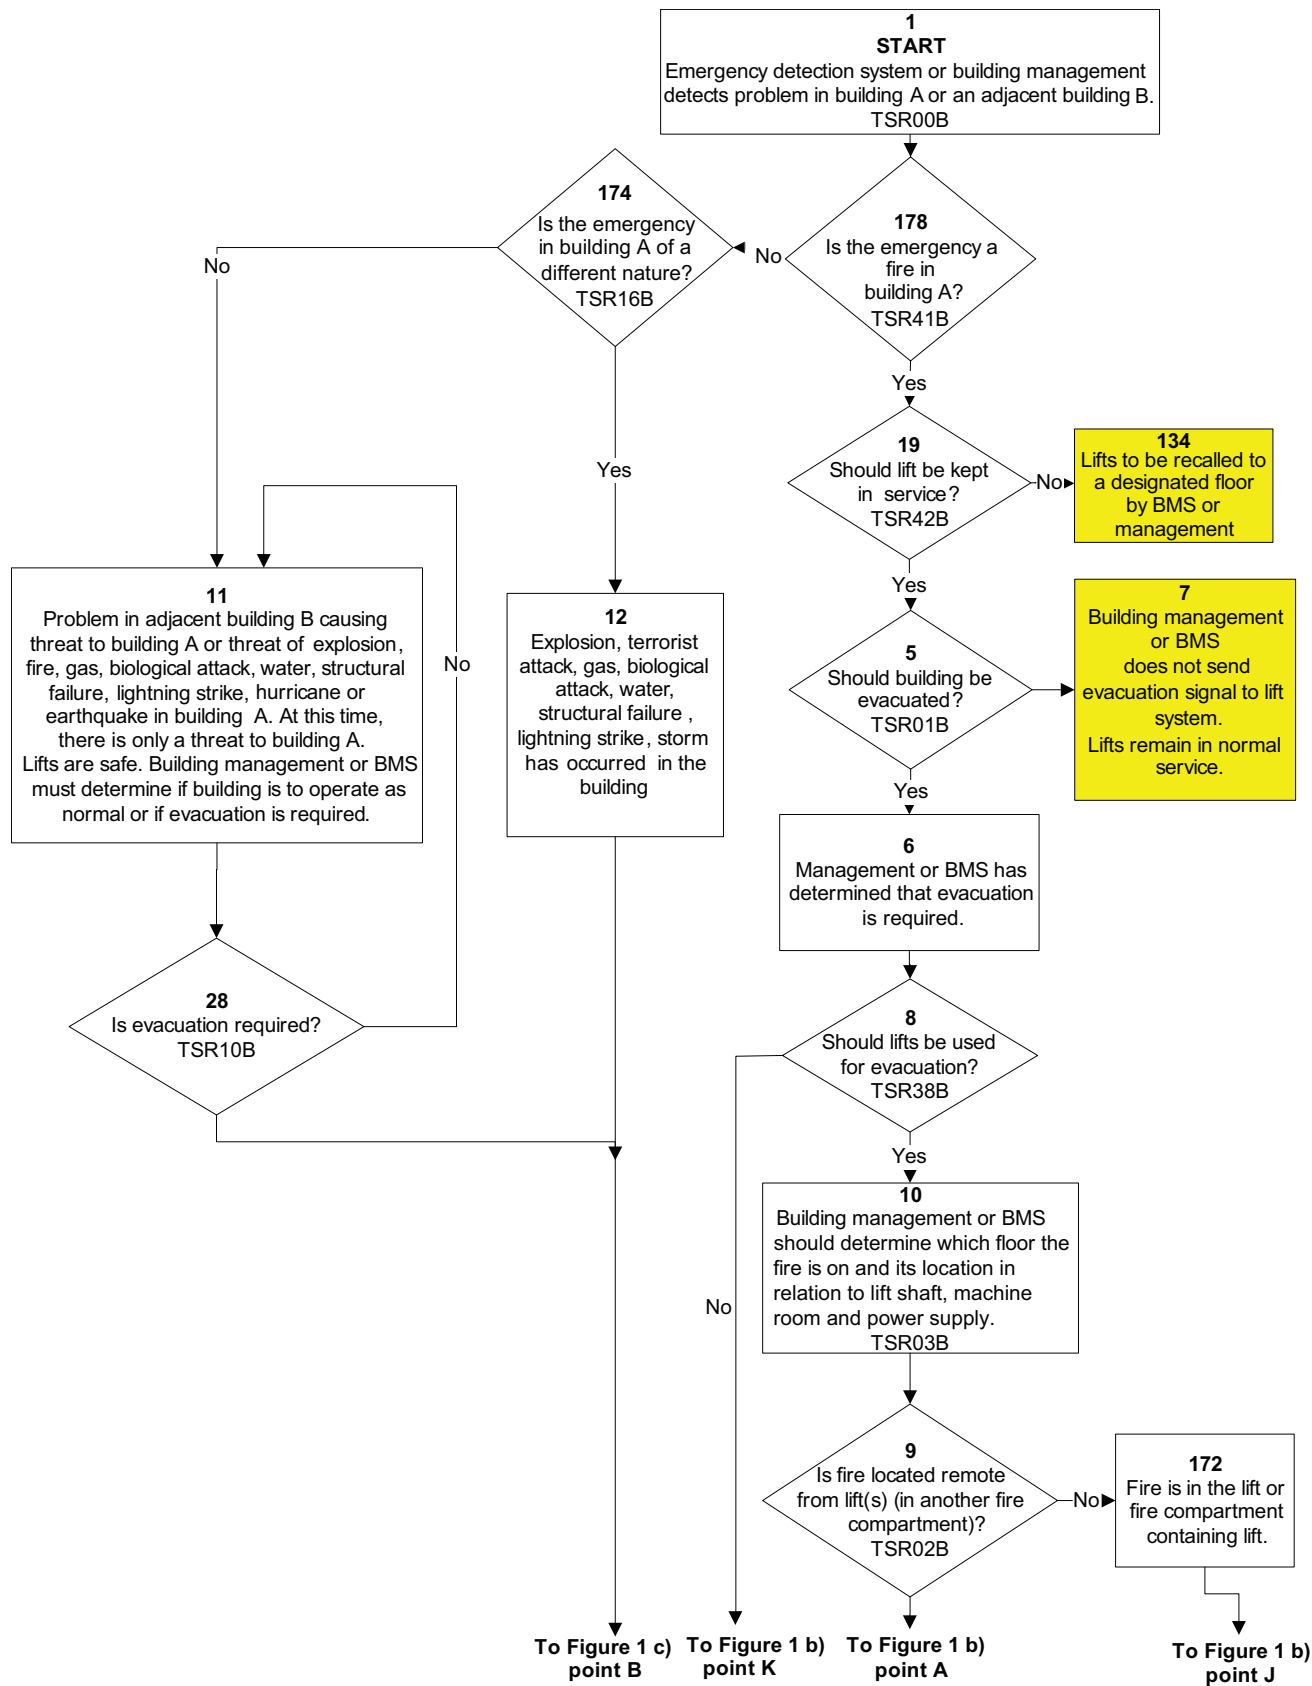 1
START
Emergency detection system or building management
detects problem in building A or an adjacent building B.
TSR00B
174
Is the emergency
in building A of a
different nature?
TSR16B
No
178
Is the emergency a
fire in
building A?
TSR41B
No
Yes
19
Should lift be kept
in service?
TSR42B
No
134
Lifts to be recalled to
a designated floor
by BMS or
management
Yes
Yes
11
Problem in adjacent building B causing
threat to building A or threat of explosion,
fire, gas, biological attack, water, structural
failure, lightning strike, hurricane or
earthquake in building A. At this time,
there is only a threat to building A.
Lifts are safe. Building management or BMS
must determine if building is to operate as
normal or if evacuation is required.
No
12
Explosion, terrorist
attack, gas, biological
attack, water,
structural failure ,
lightning strike, storm
has occurred in the
building
5
Should building be
evacuated?
TSR01B
7
Building management
or BMS
does not send
evacuation signal to lift
system.
Lifts remain in normal
service.
Yes
6
Management or BMS has
determined that evacuation
is required.
28
Is evacuation required?
TSR10B
8
Should lifts be used
for evacuation?
TSR38B
Yes
No
10
Building management or BMS
should determine which floor the
fire is on and its location in
relation to lift shaft, machine
room and power supply.
TSR03B
9
Is fire located remote
from lift(s) (in another fire
compartment)?
TSR02B
No
172
Fire is in the lift or
fire compartment
containing lift.
To Figure 1 c)
point B
To Figure 1 b)
point K
To Figure 1 b)
point A
To Figure 1 b)
point J